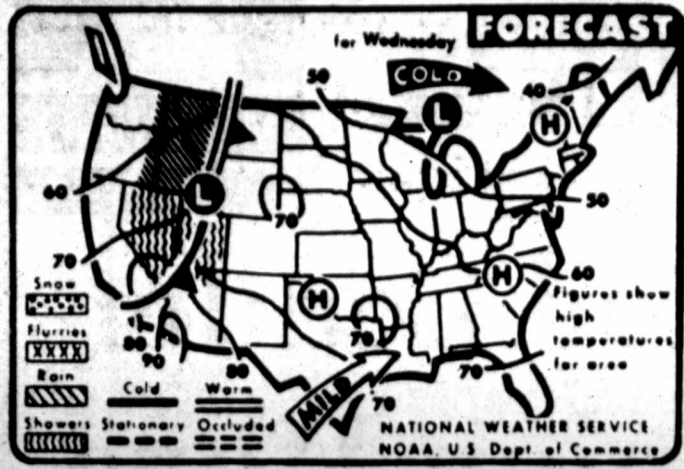 FORECAST
for Wednesday
COLD
50
40
L
H
60
L
70
50
70
H
H
60
Snow
Figures show
high
temperatures
for area
Flurries
80
90
70
80
70
70
Rain
Cold
Warm
MILD
Showers
Stationary
Occluded
NATIONAL WEATHER SERVICE,
NOAA, U.S. Dept. of Commerce